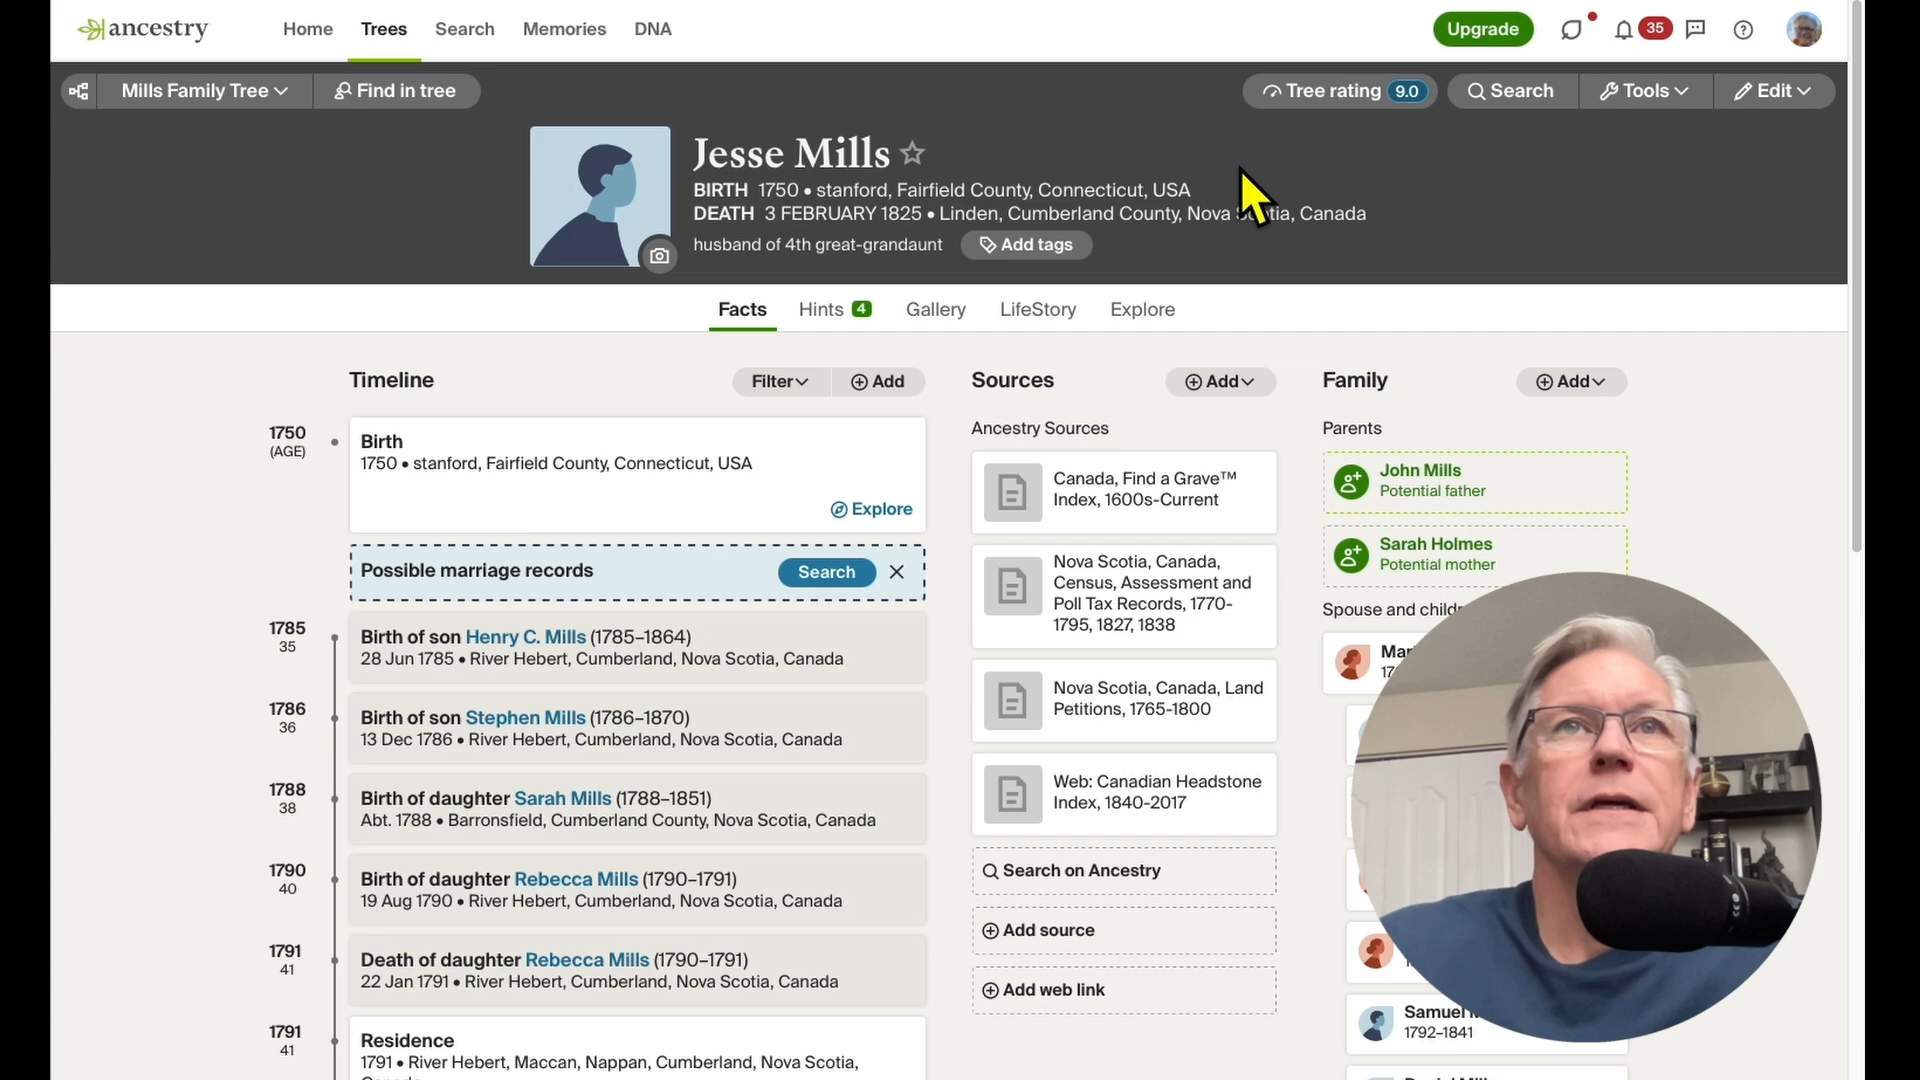 ancestry
Home
Trees
Search
Memories
DNA
Upgrade
35
Mills Family Tree
Find in tree
Tree rating 9.0
Search
Tools
Edit
Jesse Mills
BIRTH 1750 • stanford, Fairfield County, Connecticut, USA
DEATH 3 FEBRUARY 1825 • Linden, Cumberland County, Nova Scotia, Canada
husband of 4th great-grandaunt
Add tags
Facts
Hints 4
Gallery
LifeStory
Explore
Timeline
Filter
Add
1750
(AGE)
Birth
1750 • stanford, Fairfield County, Connecticut, USA
Explore
Possible marriage records
Search
1785
35
Birth of son Henry C. Mills (1785–1864)
28 Jun 1785 • River Hebert, Cumberland, Nova Scotia, Canada
1786
36
Birth of son Stephen Mills (1786–1870)
13 Dec 1786 • River Hebert, Cumberland, Nova Scotia, Canada
1788
38
Birth of daughter Sarah Mills (1788–1851)
Abt. 1788 • Barronsfield, Cumberland County, Nova Scotia, Canada
1790
40
Birth of daughter Rebecca Mills (1790–1791)
19 Aug 1790 • River Hebert, Cumberland, Nova Scotia, Canada
1791
41
Death of daughter Rebecca Mills (1790–1791)
22 Jan 1791 • River Hebert, Cumberland, Nova Scotia, Canada
1791
41
Residence
1791 • River Hebert, Maccan, Nappan, Cumberland, Nova Scotia,
Sources
Add
Ancestry Sources
Canada, Find a Grave™
Index, 1600s-Current
Nova Scotia, Canada,
Census, Assessment and
Poll Tax Records, 1770-
1795, 1827, 1838
Nova Scotia, Canada, Land
Petitions, 1765-1800
Web: Canadian Headstone
Index, 1840-2017
Search on Ancestry
Add source
Add web link
Family
Add
Parents
John Mills
Potential father
Sarah Holmes
Potential mother
Spouse and
Samuel
1792–1841